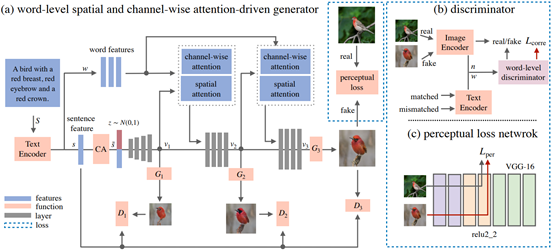 (a) word-level spatial and channel-wise attention-driven generator
A bird with a
red breast, red
eyebrow and a
red crown.
word features
w
S
Text
Encoder
sentence
feature
s
CA
s̃
z ~ N(0,1)
channel-wise
attention
spatial
attention
channel-wise
attention
spatial
attention
v1
v2
v3
G1
G2
G3
D1
D2
D3
real
perceptual
loss
fake
features
function
layer
loss
(b) discriminator
real
fake
Image
Encoder
real/fake
Lcorre
n
w
word-level
discriminator
matched
mismatched
Text
Encoder
(c) perceptual loss netwrok
Lper
VGG-16
relu2_2